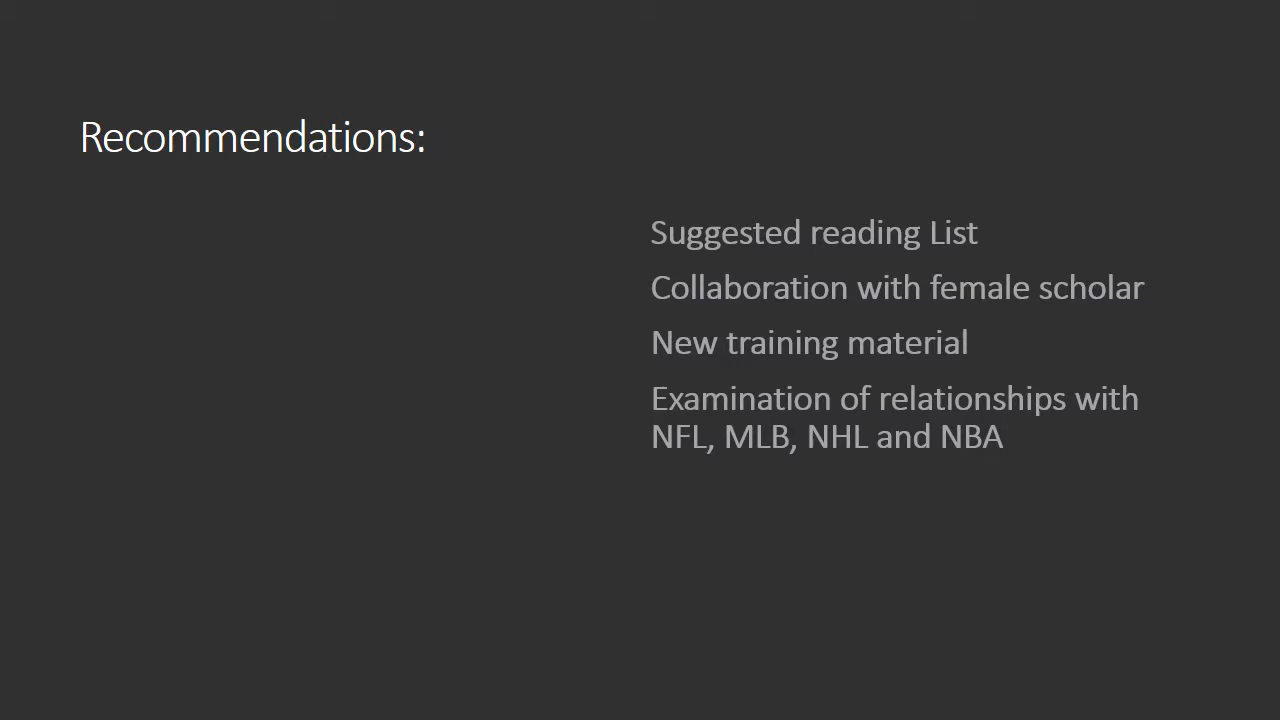 Recommendations:
Suggested reading List
Collaboration with female scholar
New training material
Examination of relationships with
NFL, MLB, NHL and NBA